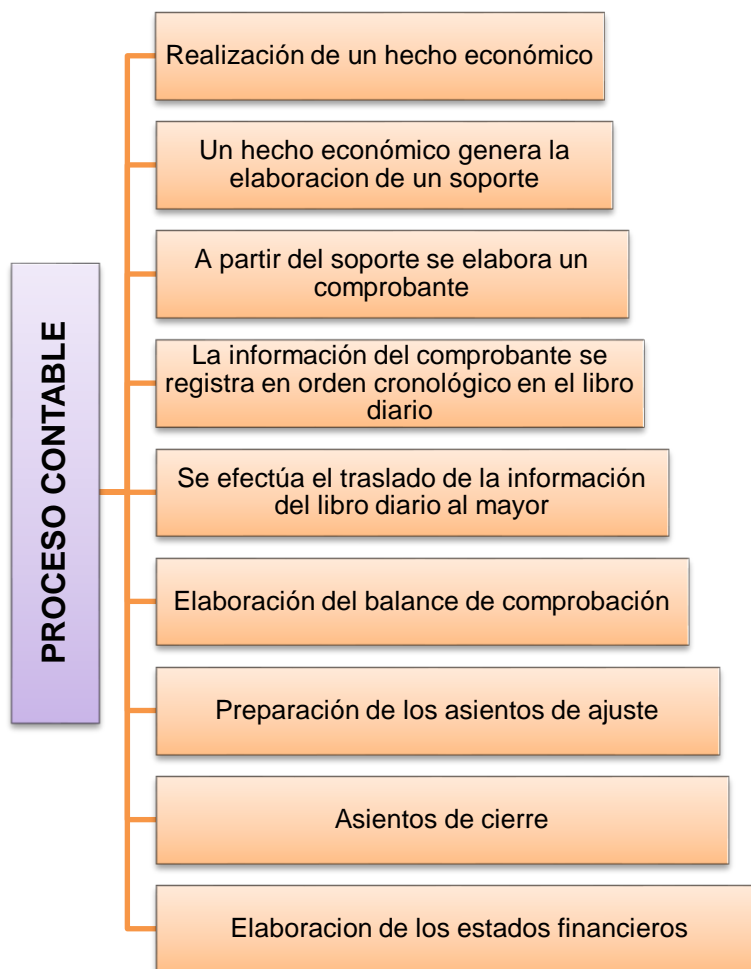 PROCESO CONTABLE
Realización de un hecho económico
Un hecho económico genera la
elaboracion de un soporte
A partir del soporte se elabora un
comprobante
La información del comprobante se
registra en orden cronológico en el libro
diario
Se efectúa el traslado de la información
del libro diario al mayor
Elaboración del balance de comprobación
Preparación de los asientos de ajuste
Asientos de cierre
Elaboracion de los estados financieros